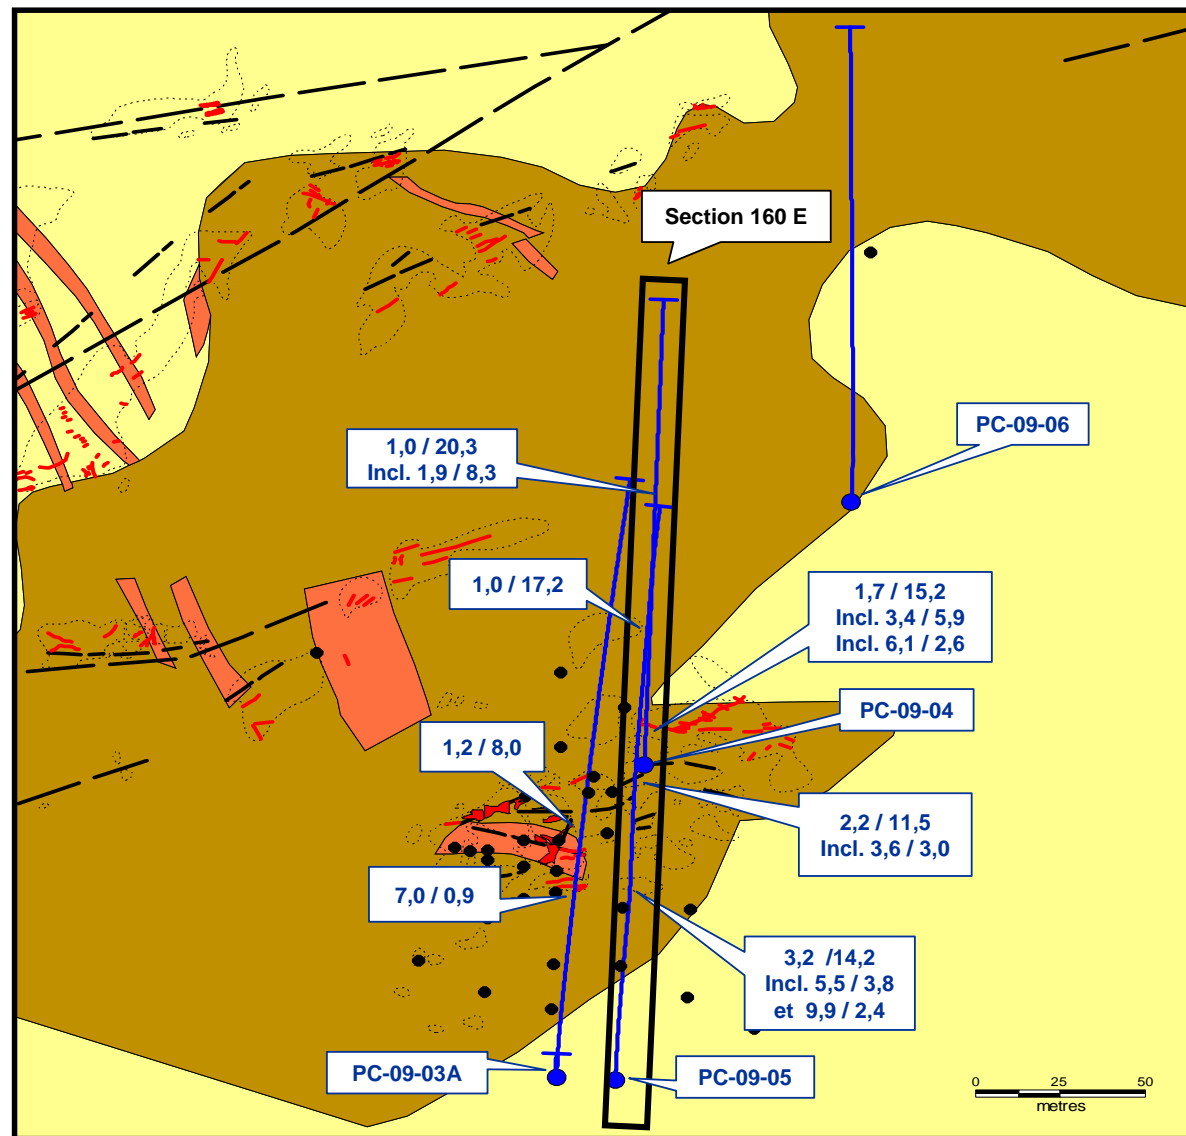 Section 160 E
PC-09-06
1,0 / 20,3
Incl. 1,9 / 8,3
1,0 / 17,2
1,7 / 15,2
Incl. 3,4 / 5,9
Incl. 6,1 / 2,6
PC-09-04
1,2 / 8,0
2,2 / 11,5
Incl. 3,6 / 3,0
7,0 / 0,9
3,2 /14,2
Incl. 5,5 / 3,8
et 9,9 / 2,4
PC-09-03A
PC-09-05
0 25 50
metres